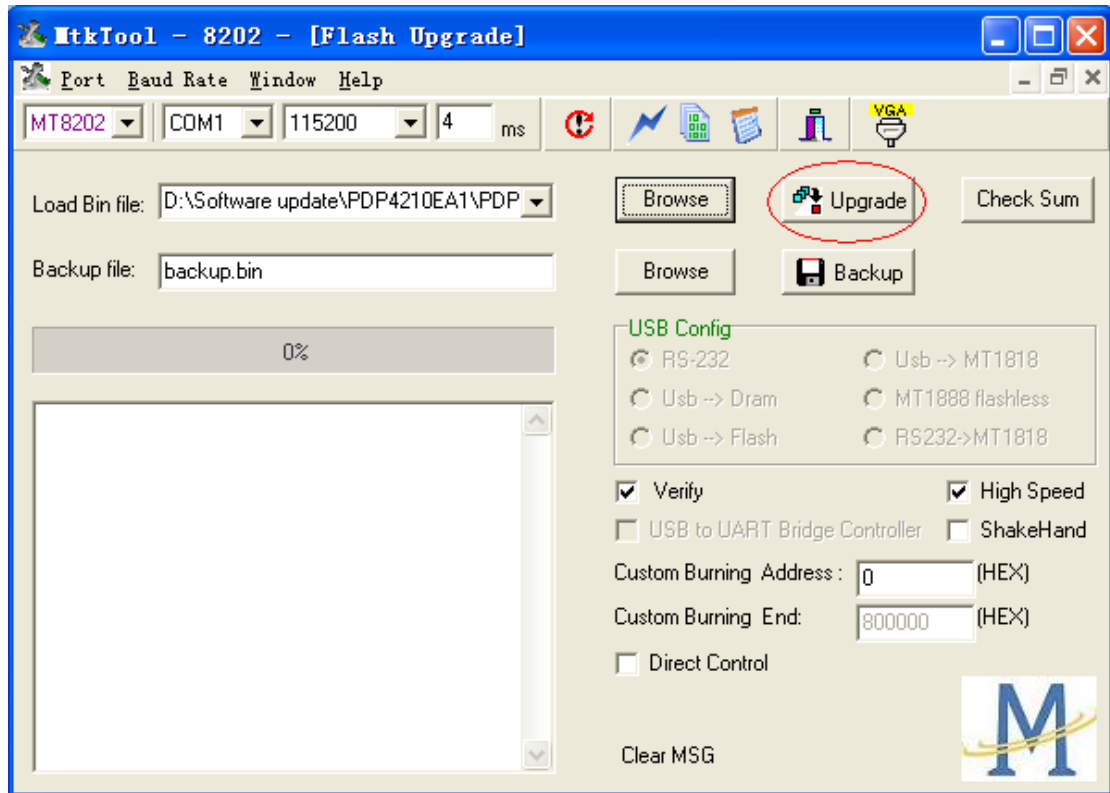 MtkTool - 8202 - [Flash Upgrade]
Port Baud Rate Window Help
MT8202 COM1 115200 4 ms VGA
Load Bin file: D:\Software update\PDP4210EA1\PDP Browse Upgrade Check Sum
Backup file: backup.bin Browse Backup
0%
USB Config
RS-232 Usb --> MT1818
Usb --> Dram MT1888 flashless
Usb --> Flash RS232->MT1818
Verify High Speed
USB to UART Bridge Controller ShakeHand
Custom Burning Address : 0 (HEX)
Custom Burning End: 800000 (HEX)
Direct Control
Clear MSG
M